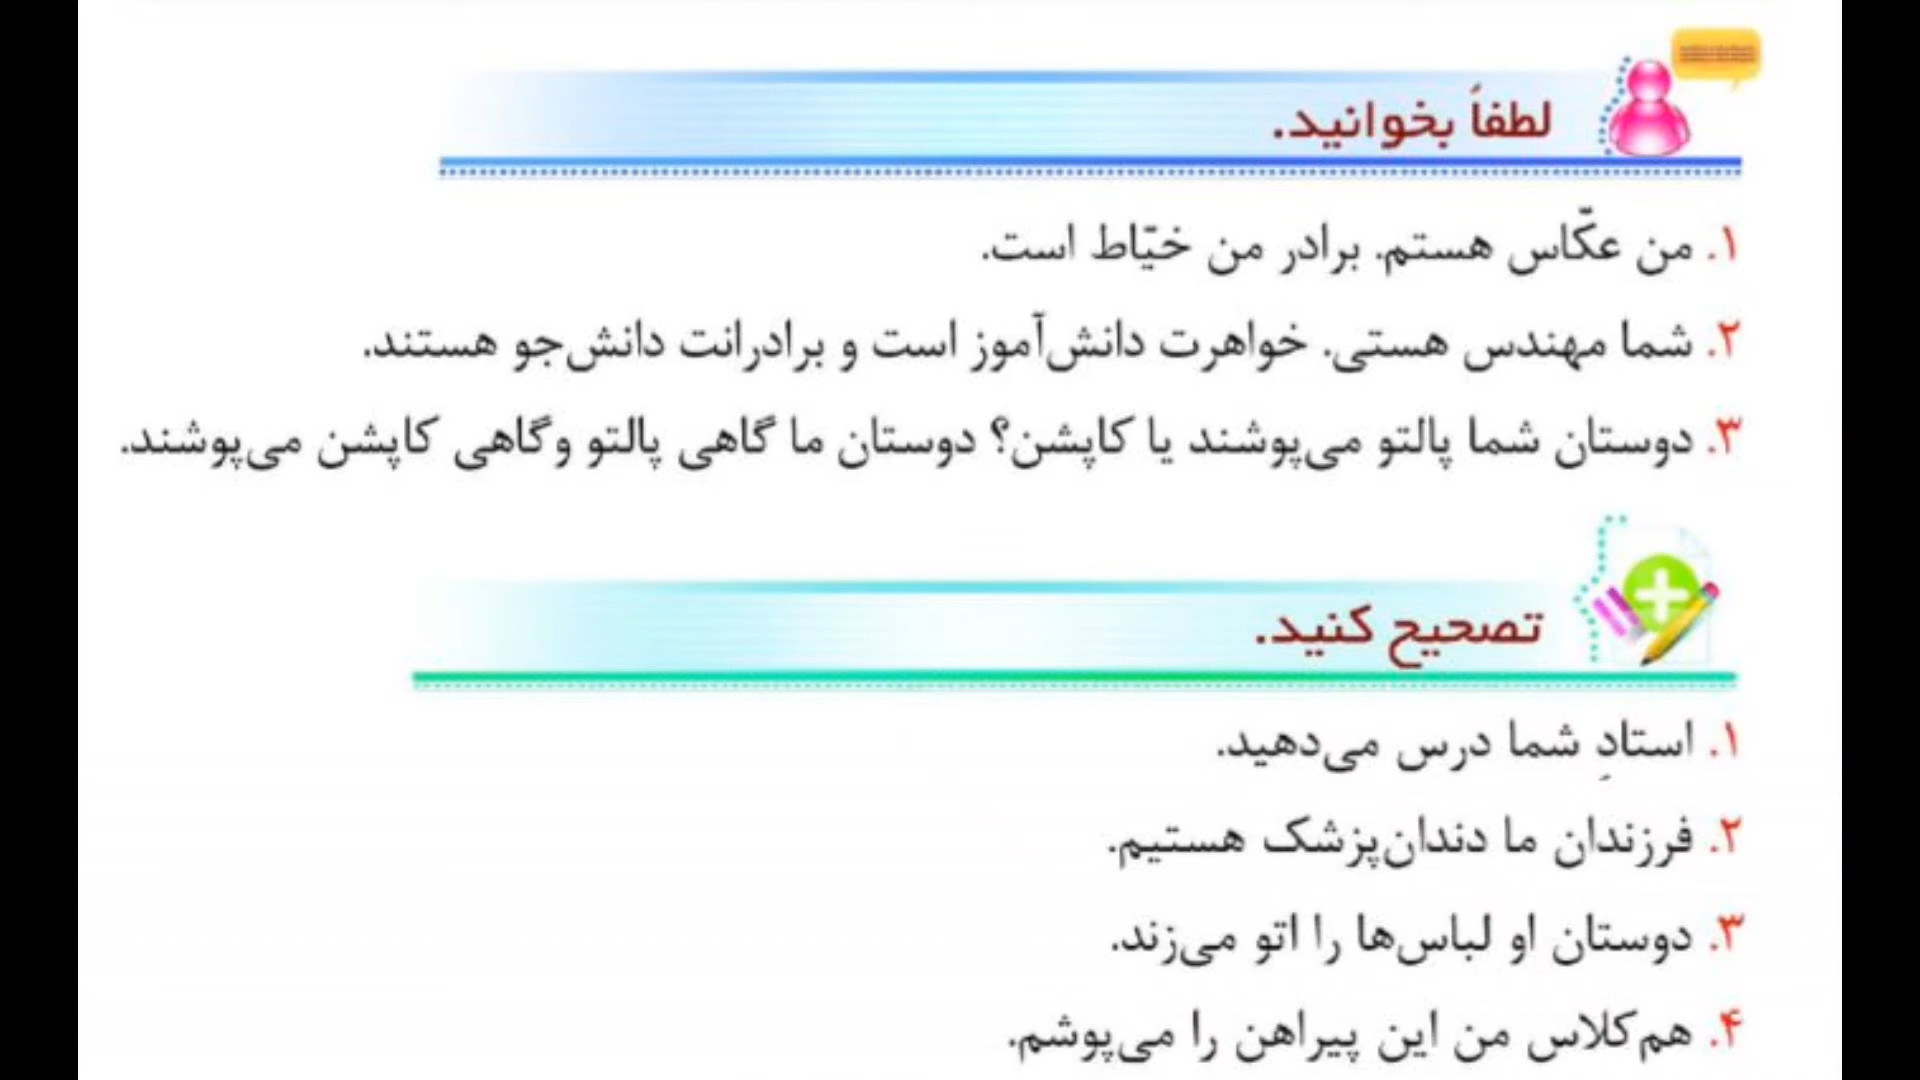 لطفاً بخوانید.
۱. من عکّاس هستم. برادر من خیّاط است.
۲. شما مهندس هستی. خواهرت دانش‌آموز است و برادرانت دانش‌جو هستند.
۳. دوستان شما پالتو می‌پوشند یا کاپشن؟ دوستان ما گاهی پالتو وگاهی کاپشن می‌پوشند.
تصحیح کنید.
۱. استادِ شما درس می‌دهید.
۲. فرزندان ما دندان‌پزشک هستیم.
۳. دوستان او لباس‌ها را اتو می‌زند.
۴. هم‌کلاس من این پیراهن را می‌پوشم.